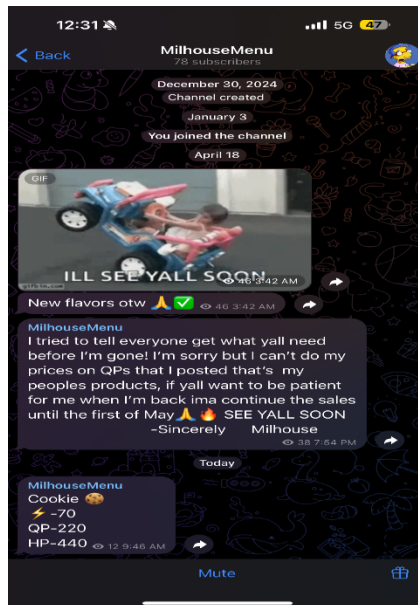 12:31 5G 47
Back MilhouseMenu
78 subscribers
December 30, 2024
Channel created
January 3
You joined the channel
April 18
GIF
ILL SEE YALL SOON
46 3:42 AM
New flavors otw 🙏✅ 46 3:42 AM
MilhouseMenu
I tried to tell everyone get what yall need
before I'm gone! I'm sorry but I can't do my
prices on QPs that I posted that's my
peoples products, if yall want to be patient
for me when I'm back ima continue the sales
until the first of May🙏🔥 SEE YALL SOON
-Sincerely Milhouse
38 7:54 PM
Today
MilhouseMenu
Cookie 🍪
⚡-70
QP-220
HP-440 12 9:46 AM
Mute